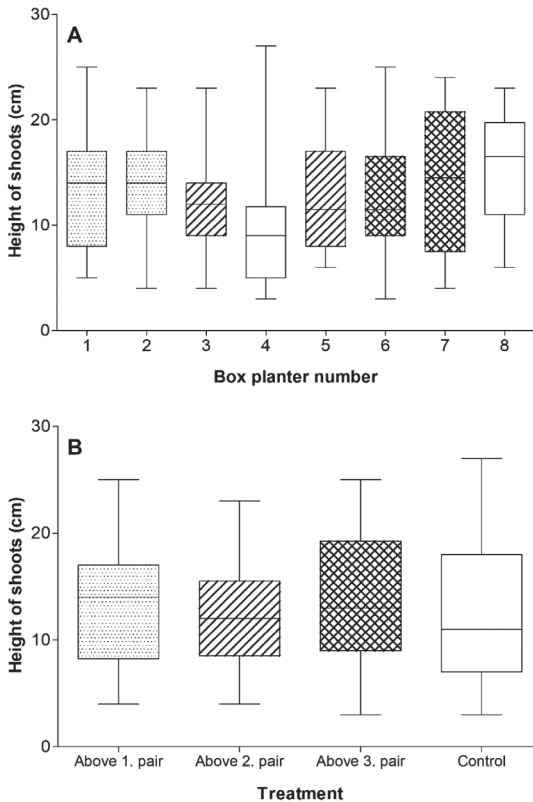 A
30
20
10
0
Height of shoots (cm)
1 2 3 4 5 6 7 8
Box planter number
B
30
20
10
0
Height of shoots (cm)
Above 1. pair Above 2. pair Above 3. pair Control
Treatment